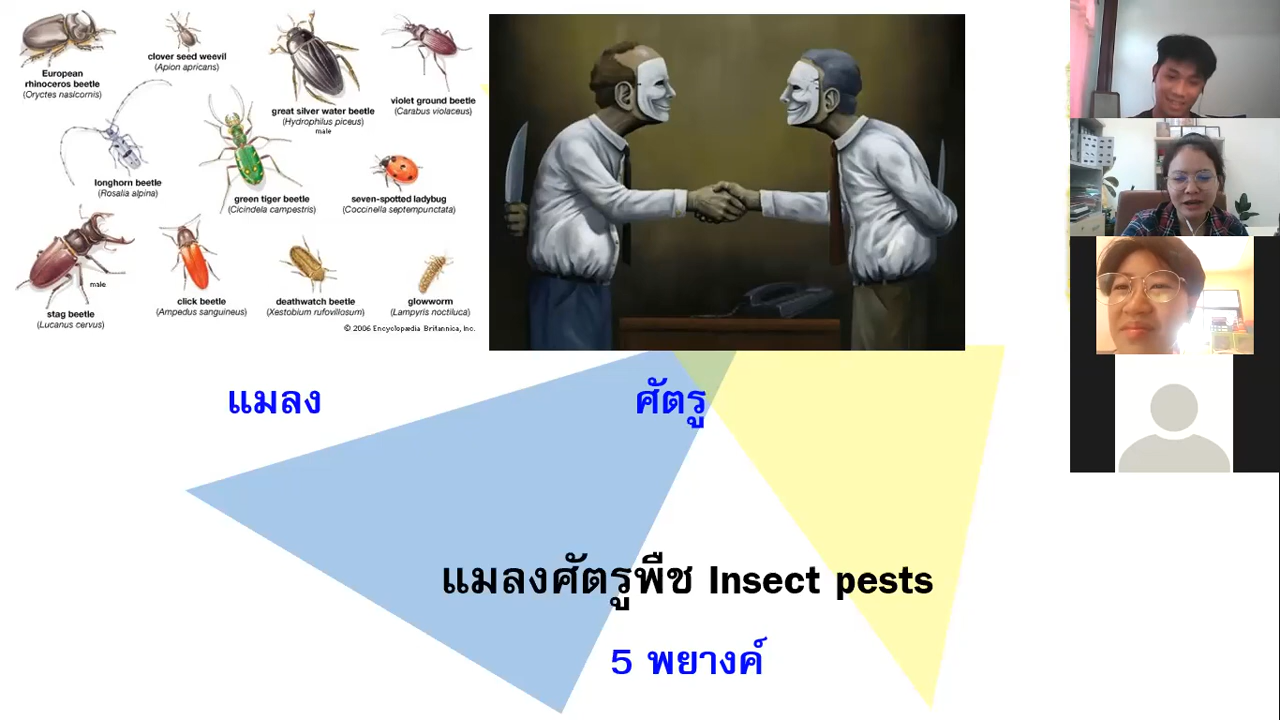 European
rhinoceros beetle
(Oryctes nasicornis)
clover seed weevil
(Apion apricans)
great silver water beetle
(Hydrophilus piceus)
male
violet ground beetle
(Carabus violaceus)
longhorn beetle
(Rosalia alpina)
green tiger beetle
(Cicindela campestris)
seven-spotted ladybug
(Coccinella septempunctata)
male
stag beetle
(Lucanus cervus)
click beetle
(Ampedus sanguineus)
deathwatch beetle
(Xestobium rufovillosum)
glowworm
(Lampyris noctiluca)
© 2006 Encyclopædia Britannica, Inc.
แมลง
ศัตรู
แมลงศัตรูพืช Insect pests
5 พยางค์